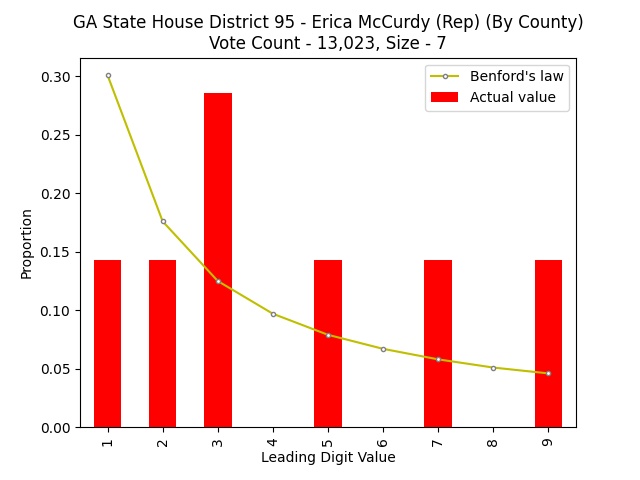 GA State House District 95 - Erica McCurdy (Rep) (By County)
Vote Count - 13,023, Size - 7
Benford's law
Actual value
0.30
0.25
0.20
0.15
0.10
0.05
0.00
Proportion
1 2 3 4 5 6 7 8 9
Leading Digit Value